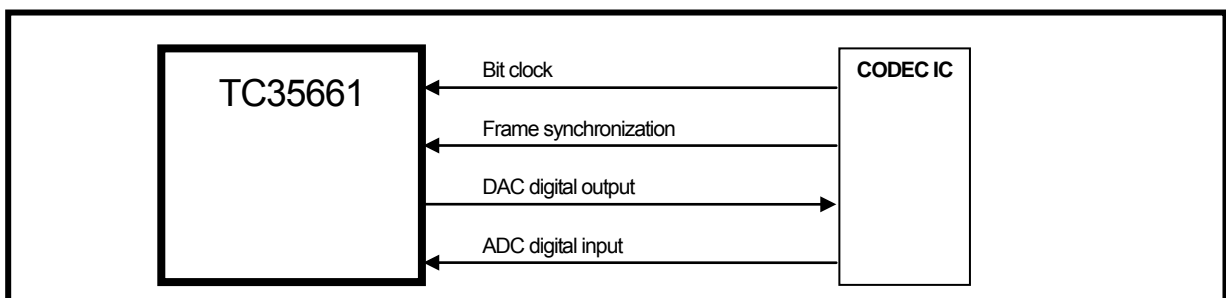 TC35661
Bit clock
CODEC IC
Frame synchronization
DAC digital output
ADC digital input